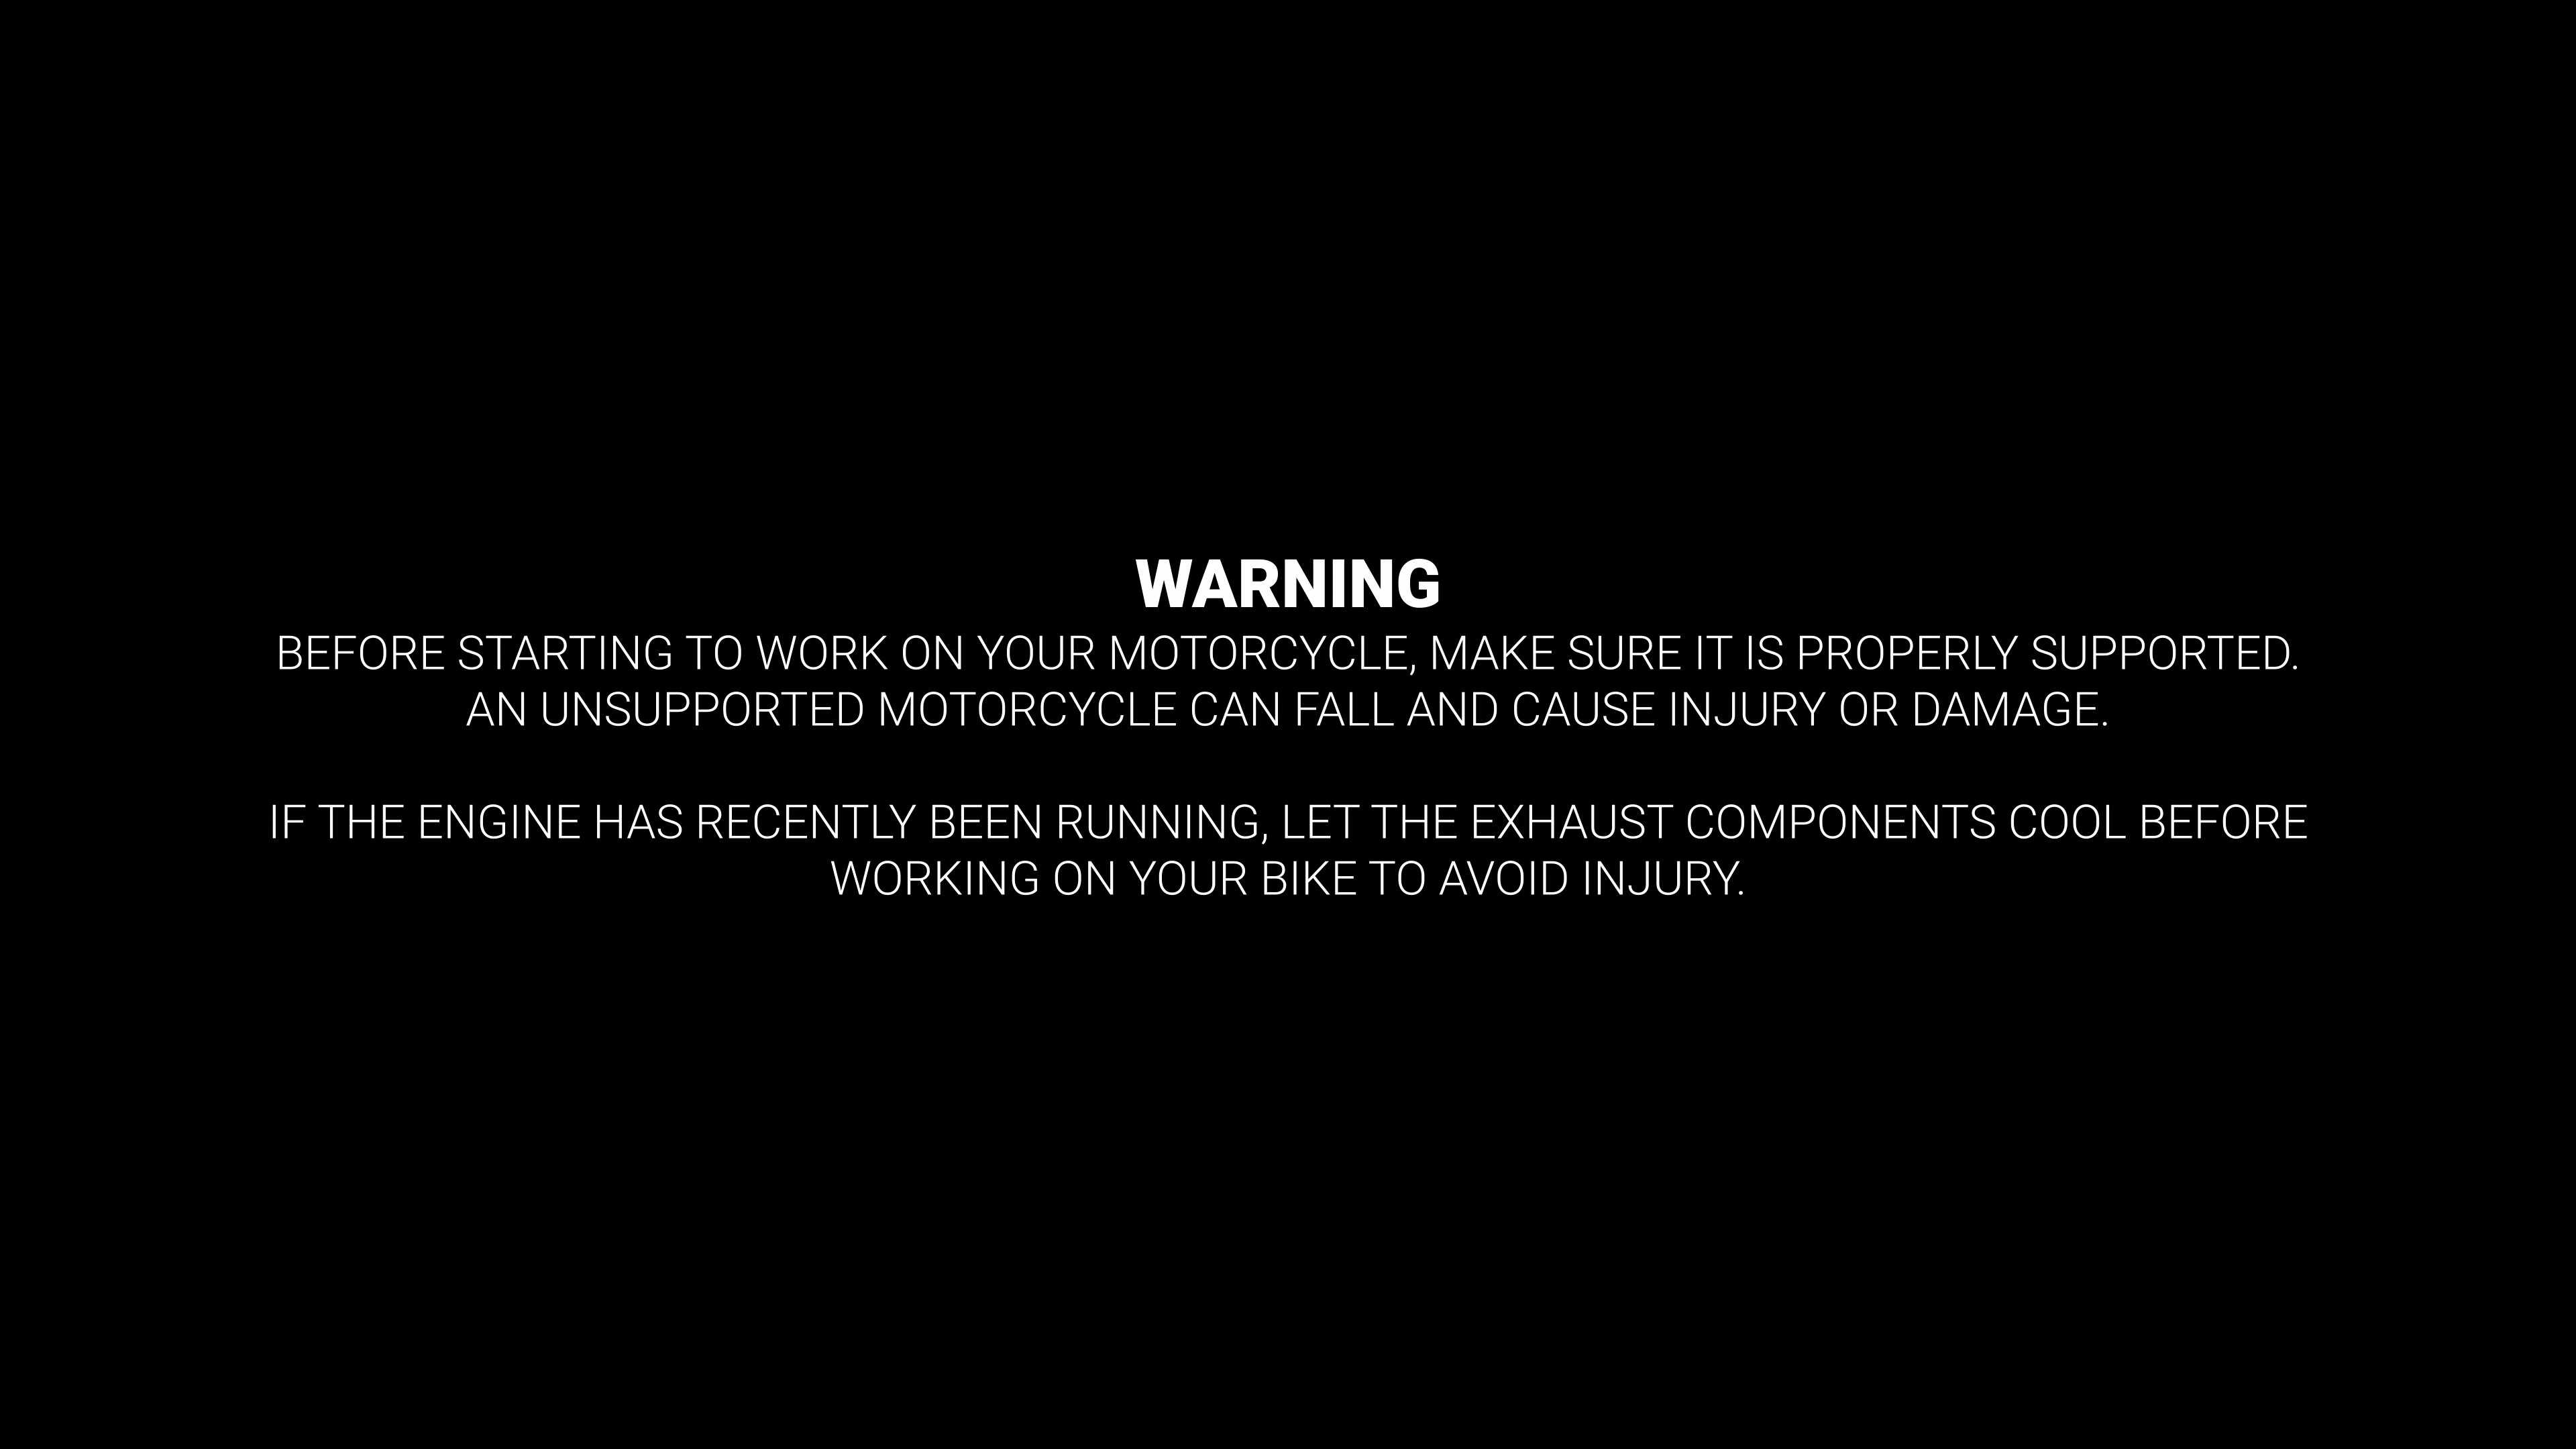 WARNING
BEFORE STARTING TO WORK ON YOUR MOTORCYCLE, MAKE SURE IT IS PROPERLY SUPPORTED.
AN UNSUPPORTED MOTORCYCLE CAN FALL AND CAUSE INJURY OR DAMAGE.
IF THE ENGINE HAS RECENTLY BEEN RUNNING, LET THE EXHAUST COMPONENTS COOL BEFORE
WORKING ON YOUR BIKE TO AVOID INJURY.